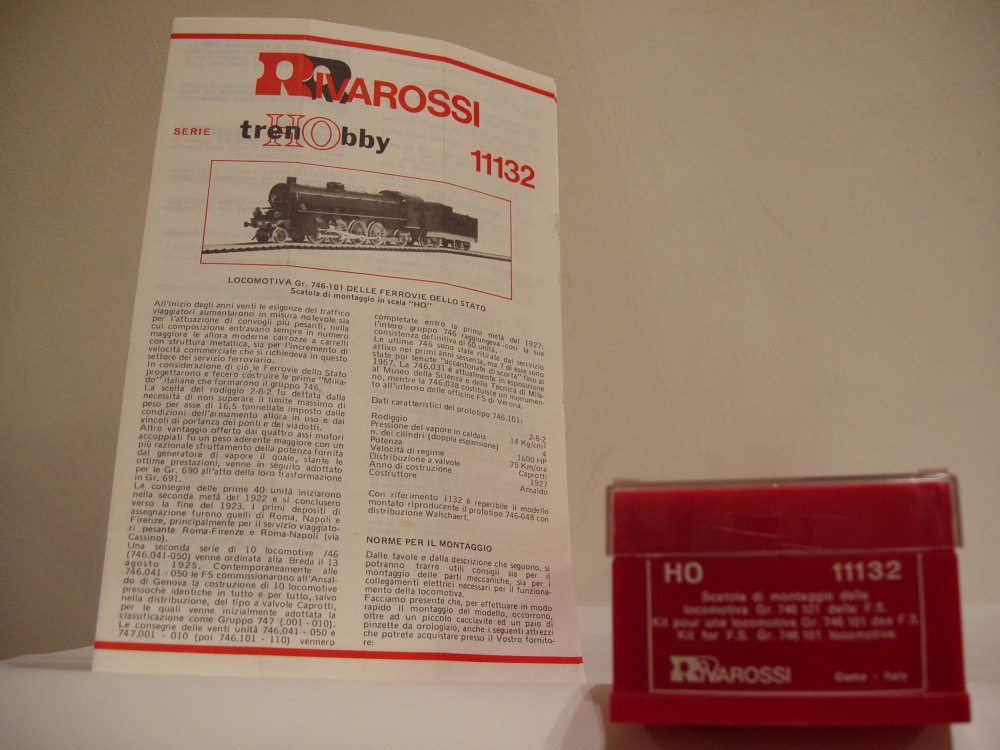 RIVAROSSI
SERIE trenHObby
11132
LOCOMOTIVA Gr. 746-101 DELLE FERROVIE DELLO STATO
Scatola di montaggio in scala "HO"
All'inizio degli anni venti le esigenze del traffico
viaggiatori aumentarono in misura notevole sia
per l'attuazione di convogli più pesanti, nella
cui composizione entravano sempre in numero
maggiore le allora moderne carrozze a carrelli
con struttura metallica, sia per l'incremento di
velocità commerciale che si richiedeva in questo
settore del servizio ferroviario.
In considerazione di ciò le Ferrovie dello Stato
progettarono e fecero costruire le prime "Mika-
do" italiane che formarono il gruppo 746.
La scelta del rodiggio 2-8-2 fu dettata dalla
necessità di non superare il limite massimo di
peso per asse di 16,5 tonnellate imposto dalle
condizioni dell'armamento allora in uso e dai
vincoli di portanza dei ponti e dei viadotti.
Altro vantaggio offerto dai quattro assi motori
accoppiati fu un peso aderente maggiore con un
più razionale sfruttamento della potenza fornita
dal generatore di vapore il quale, stante le
ottime prestazioni, venne in seguito adottato
per le Gr. 690 all'atto della loro trasformazione
in Gr. 691.
Le consegne delle prime 40 unità iniziarono
nella seconda metà del 1922 e si conclusero
verso la fine del 1923. I primi depositi di
assegnazione furono quelli di Roma, Napoli e
Firenze, principalmente per il servizio viaggiato-
ri pesante Roma-Firenze e Roma-Napoli (via
Cassino).
Una seconda serie di 10 locomotive 746
(746.041-050) venne ordinata alla Breda il 13
agosto 1925. Contemporaneamente alle
746.041 - 050 le FS commissionarono all'Ansal-
do di Genova la costruzione di 10 locomotive
pressoché identiche in tutto e per tutto, salvo
nella distribuzione, del tipo a valvole Caprotti,
per le quali venne inizialmente adottata la
classificazione come Gruppo 747 (.001 - 010).
Le consegne delle venti unità 746.041 - 050 e
747.001 - 010 (poi 746.101 - 110) vennero
completate entro la prima metà del 1927:
l'intero gruppo 746 raggiungeva così la sua
consistenza definitiva di 60 unità.
Le ultime 746 sono state ritirate dal servizio
attivo nei primi anni sessanta, ma 7 di esse sono
state poi tenute "accantonate di scorta" fino al
1967. La 746.031 è attualmente in esposizione
al Museo della Scienza e della Tecnica di Mila-
no, mentre la 746.038 costituisce un monumen-
to all'interno delle officine FS di Verona.
Dati caratteristici del prototipo 746.101:
Rodiggio 2-8-2
Pressione del vapore in caldaia 14 Kg/cm²
n. dei cilindri (doppia espansione) 4
Potenza 1600 HP
Velocità di regime 75 Km/ora
Distribuzione a valvole Caprotti
Anno di costruzione 1927
Costruttore Ansaldo
Con riferimento 1132 è reperibile il modello
montato riproducente il prototipo 746-048 con
distribuzione Walschaert.
NORME PER IL MONTAGGIO
Dalle tavole e dalla descrizione che seguono, si
potranno trarre utili consigli sia per il
montaggio delle parti meccaniche, sia per i
collegamenti elettrici necessari per il funziona-
mento della locomotiva.
Facciamo presente che, per effettuare in modo
rapido il montaggio del modello, occorrono,
oltre ad un piccolo cacciavite ed un paio di
pinzette da orologiaio, anche i seguenti attrezzi
che potrete acquistare presso il Vostro fornito-
re:
HO 11132
Scatola di montaggio della
locomotiva Gr. 746 101 delle F.S.
Kit pour une locomotive Gr. 746 101 des F.S.
Kit for F.S. Gr. 746 101 locomotive
RIVAROSSI Como - Italy